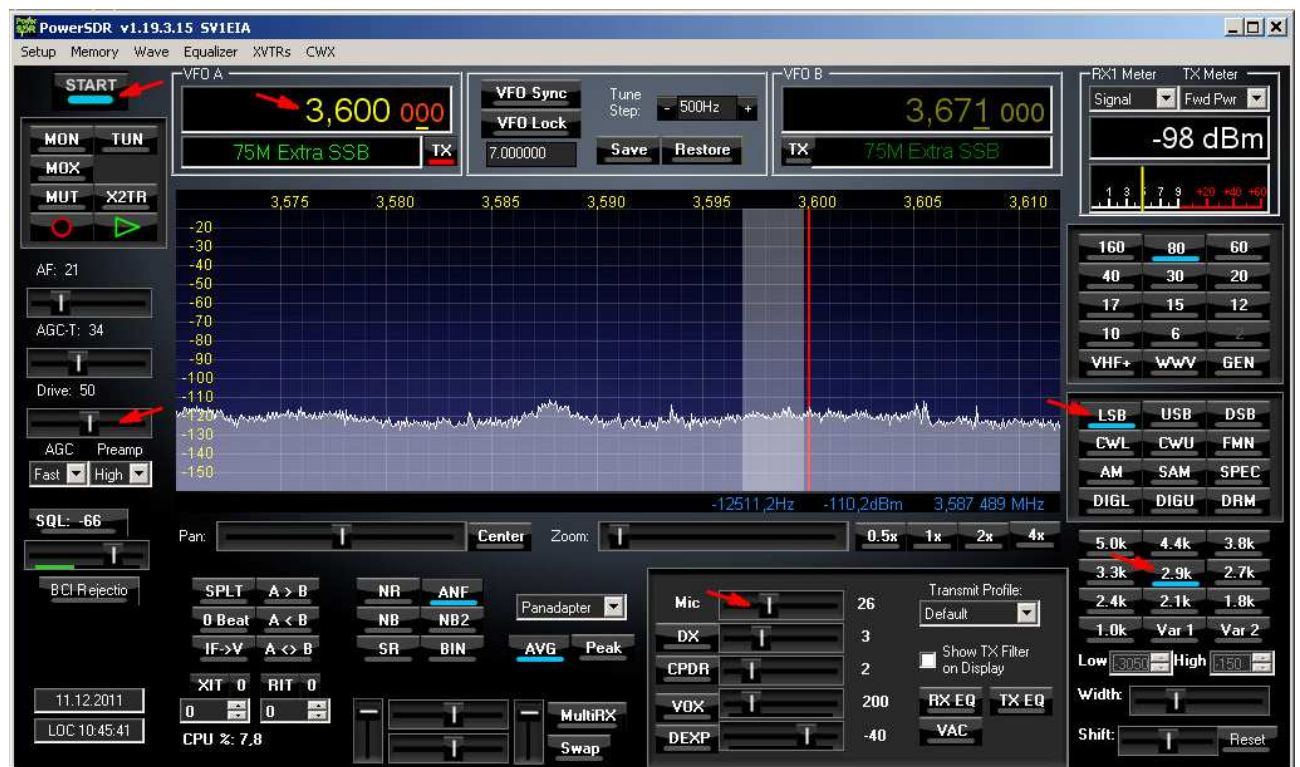 PowerSDR v1.19.3.15 SV1EIA
Setup Memory Wave Equalizer XVTRs CWX
START
MON TUN
MOX
MUT X2TR
AF: 21
AGC-T: 34
Drive: 50
AGC Preamp
Fast High
SQL: -66
BCI Rejectio
11.12.2011
LOC 10:45:41
VFO A
3,600 000
75M Extra SSB TX
VFO Sync
VFO Lock
7.000000
Tune
Step: - 500Hz +
Save Restore
VFO B
3,671 000
TX 75M Extra SSB
RX1 Meter TX Meter
Signal Fwd Pwr
-98 dBm
1 3 5 7 9 +20 +40 +60
3,575 3,580 3,585 3,590 3,595 3,600 3,605 3,610
-20
-30
-40
-50
-60
-70
-80
-90
-100
-110
-120
-130
-140
-150
-12511,2Hz -110,2dBm 3,587 489 MHz
Pan: Center Zoom: 0.5x 1x 2x 4x
160 80 60
40 30 20
17 15 12
10 6 2
VHF+ WWV GEN
LSB USB DSB
CWL CWU FMN
AM SAM SPEC
DIGL DIGU DRM
5.0k 4.4k 3.8k
3.3k 2.9k 2.7k
2.4k 2.1k 1.8k
1.0k Var 1 Var 2
Low -3050 High -150
Width:
Shift: Reset
SPLT A > B
0 Beat A < B
IF->V A <> B
XIT 0 RIT 0
0 0
CPU %: 7,8
NR ANF
NB NB2
SR BIN
Panadapter
AVG Peak
MultiRX
Swap
Mic 26
DX 3
CPDR 2
VOX 200
DEXP -40
Transmit Profile:
Default
Show TX Filter
on Display
RX EQ TX EQ
VAC